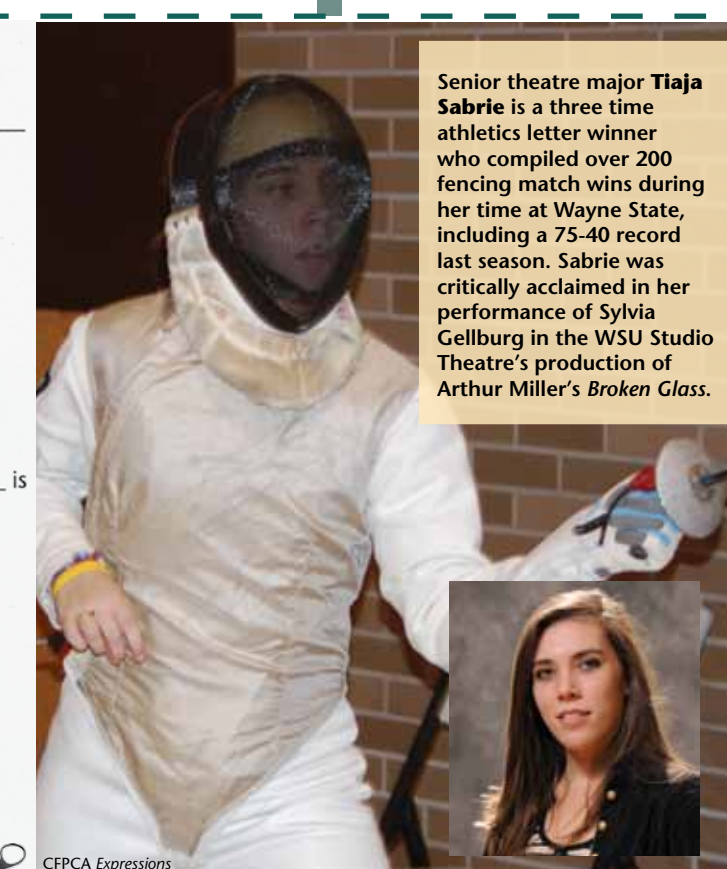 Senior theatre major Tiaja
Sabrie is a three time
athletics letter winner
who compiled over 200
fencing match wins during
her time at Wayne State,
including a 75-40 record
last season. Sabrie was
critically acclaimed in her
performance of Sylvia
Gellburg in the WSU Studio
Theatre's production of
Arthur Miller's Broken Glass.
is
CFPCA Expressions